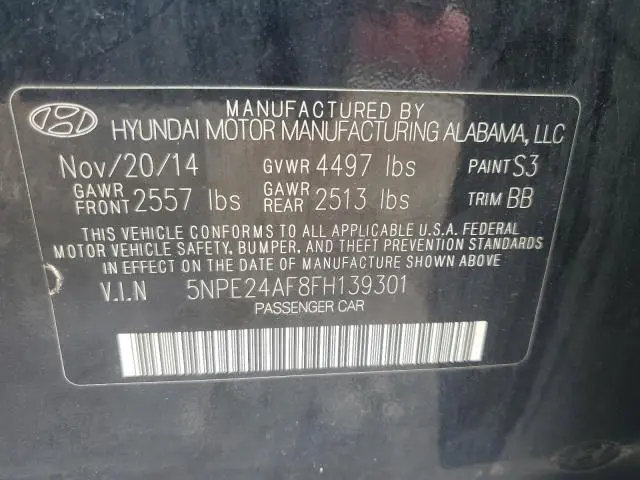 MANUFACTURED BY
HYUNDAI MOTOR MANUFACTURING ALABAMA, LLC
Nov/20/14 GVWR 4497 lbs PAINT S3
GAWR FRONT 2557 lbs GAWR REAR 2513 lbs TRIM BB
THIS VEHICLE CONFORMS TO ALL APPLICABLE U.S.A. FEDERAL
MOTOR VEHICLE SAFETY, BUMPER, AND THEFT PREVENTION STANDARDS
IN EFFECT ON THE DATE OF MANUFACTURE SHOWN ABOVE.
V.I.N 5NPE24AF8FH139301
PASSENGER CAR